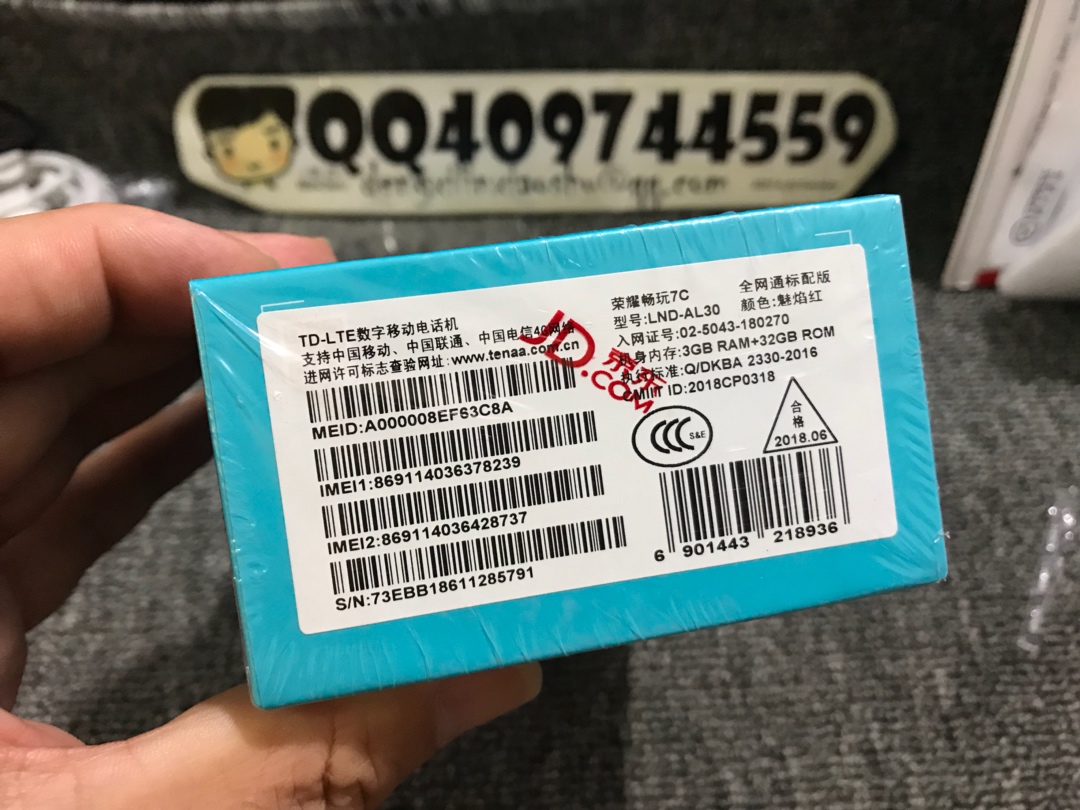 QQ409744559
TD-LTE数字移动电话机
支持中国移动、中国联通、中国电信4G网络
进网许可标志查验网址:www.tenaa.com.cn
MEID:A000008EF63C8A
IMEI1:869114036378239
IMEI2:869114036428737
S/N:73EBB18611285791
JD.COM
京东
荣耀畅玩7C 全网通标配版
型号:LND-AL30 颜色:魅焰红
入网证号:02-5043-180270
机身内存:3GB RAM+32GB ROM
执行标准:Q/DKBA 2330-2016
CMIIT ID:2018CP0318
CCC S&E
合
格
2018.06
6 901443 218936